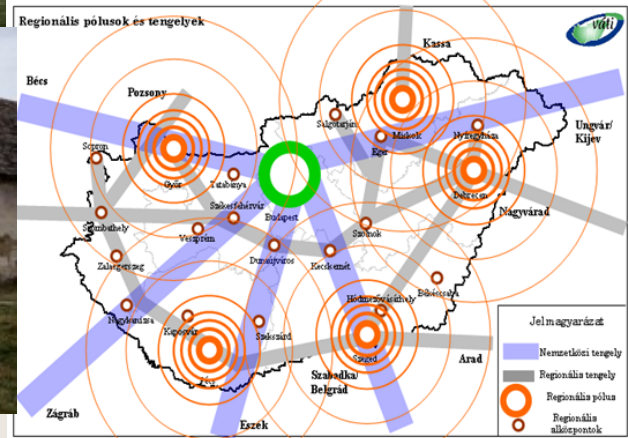 Regionális pólusok és tengelyek
váti
Kassa
Bécs
Pozsony
Salgótarján
Miskolc
Nyíregyháza
Ungvár/
Kijev
Sopron
Eger
Győr
Tatabánya
Debrecen
Székesfehérvár
Budapest
Nagyvárad
Szombathely
Veszprém
Szolnok
Dunaújváros
Kecskemét
Zalaegerszeg
Békéscsaba
Nagykanizsa
Hódmezővásárhely
Kaposvár
Szekszárd
Szeged
Pécs
Arad
Szabadka/
Belgrád
Zágráb
Eszék
Jelmagyarázat
Nemzetközi tengely
Regionális tengely
Regionális pólus
Regionális
alközpontok